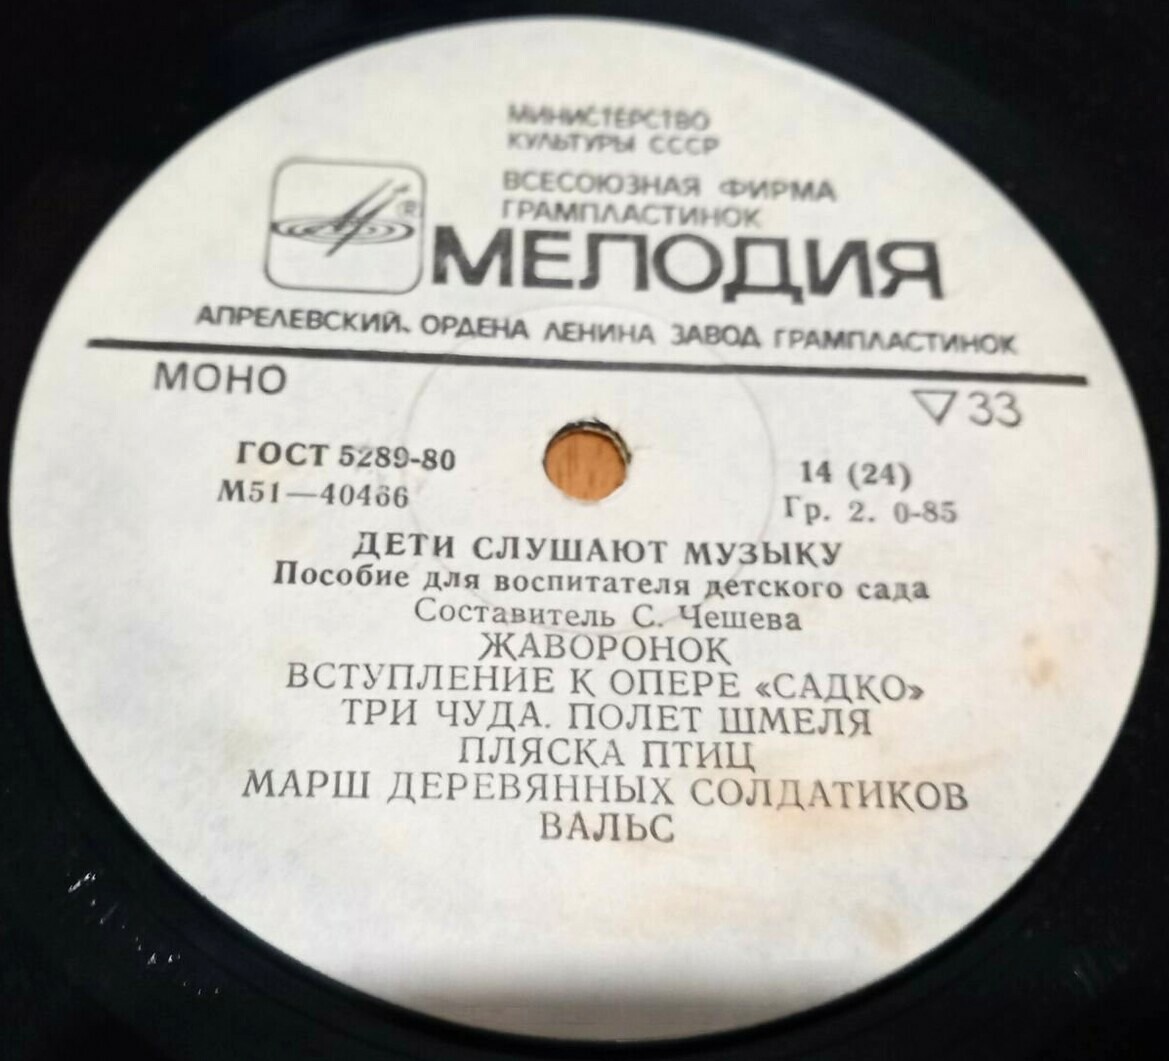 МИНИСТЕРСТВО
КУЛЬТУРЫ СССР
ВСЕСОЮЗНАЯ ФИРМА
ГРАМПЛАСТИНОК
®
МЕЛОДИЯ
АПРЕЛЕВСКИЙ ОРДЕНА ЛЕНИНА ЗАВОД ГРАМПЛАСТИНОК
МОНО
▽ 33
ГОСТ 5289-80
М51—40466
14 (24)
Гр. 2. 0-85
ДЕТИ СЛУШАЮТ МУЗЫКУ
Пособие для воспитателя детского сада
Составитель С. Чешева
ЖАВОРОНОК
ВСТУПЛЕНИЕ К ОПЕРЕ «САДКО»
ТРИ ЧУДА. ПОЛЕТ ШМЕЛЯ
ПЛЯСКА ПТИЦ
МАРШ ДЕРЕВЯННЫХ СОЛДАТИКОВ
ВАЛЬС